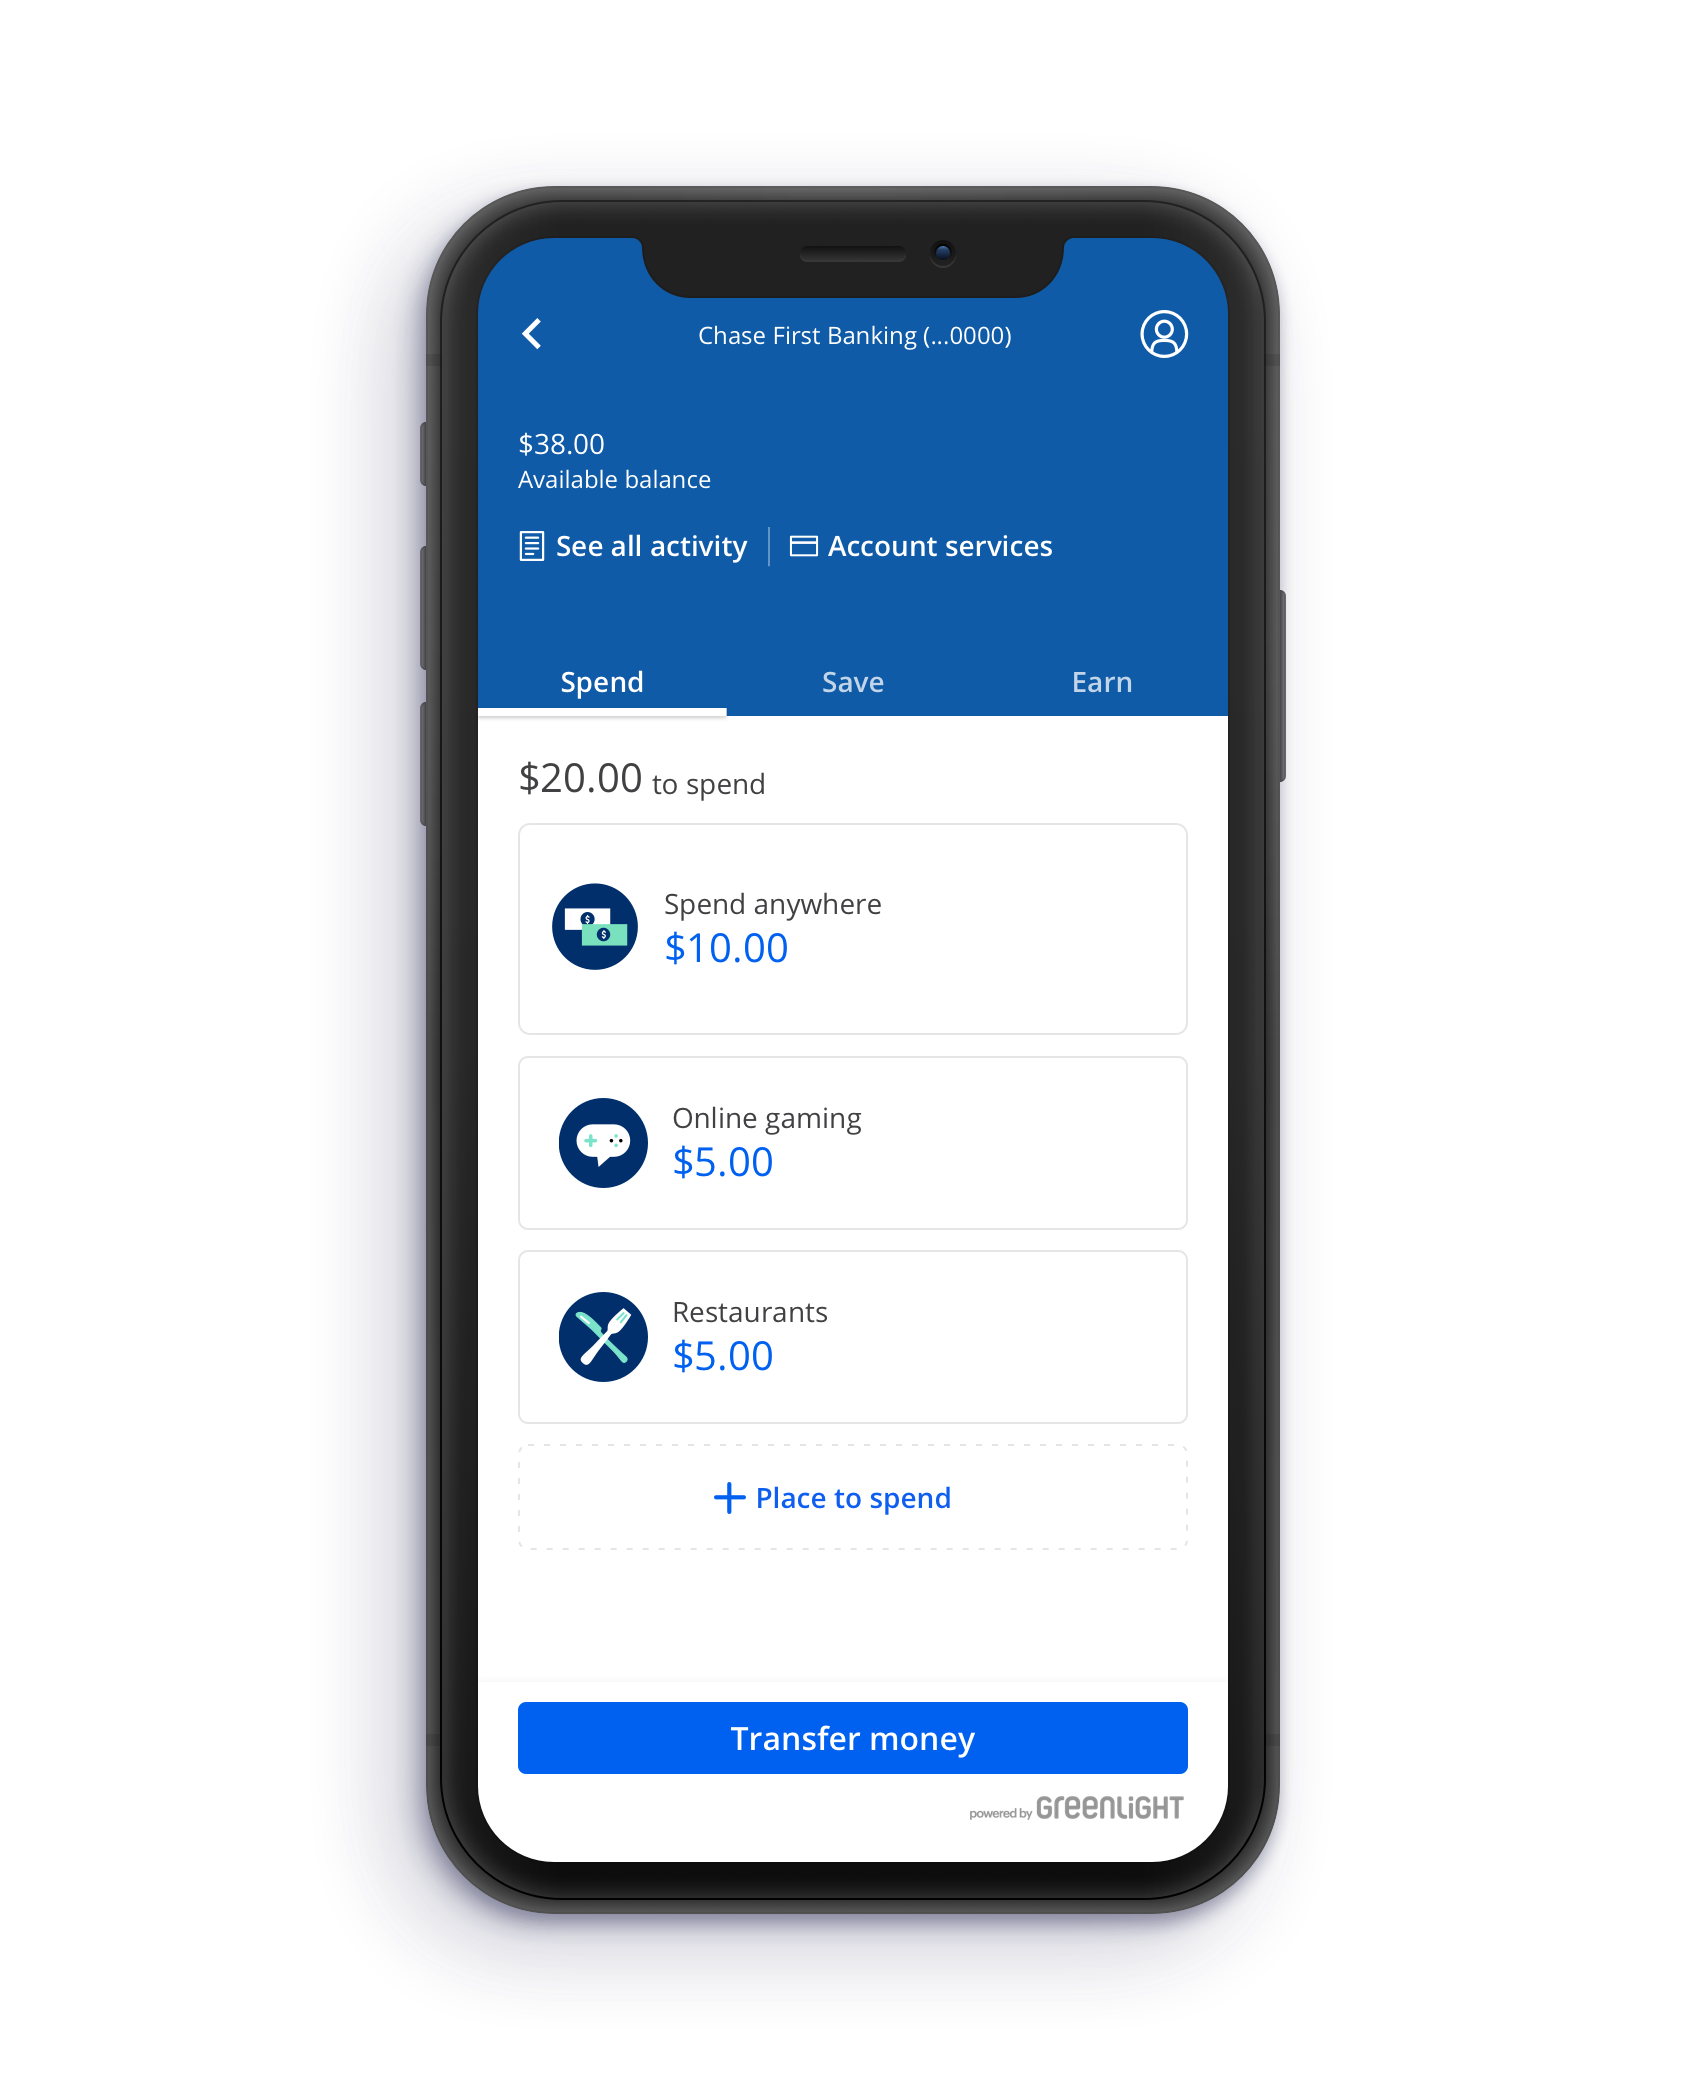 Chase First Banking (...0000)
$38.00
Available balance
See all activity
Account services
Spend
Save
Earn
$20.00 to spend
Spend anywhere
$10.00
Online gaming
$5.00
Restaurants
$5.00
Place to spend
Transfer money
powered by GreenLiGHT